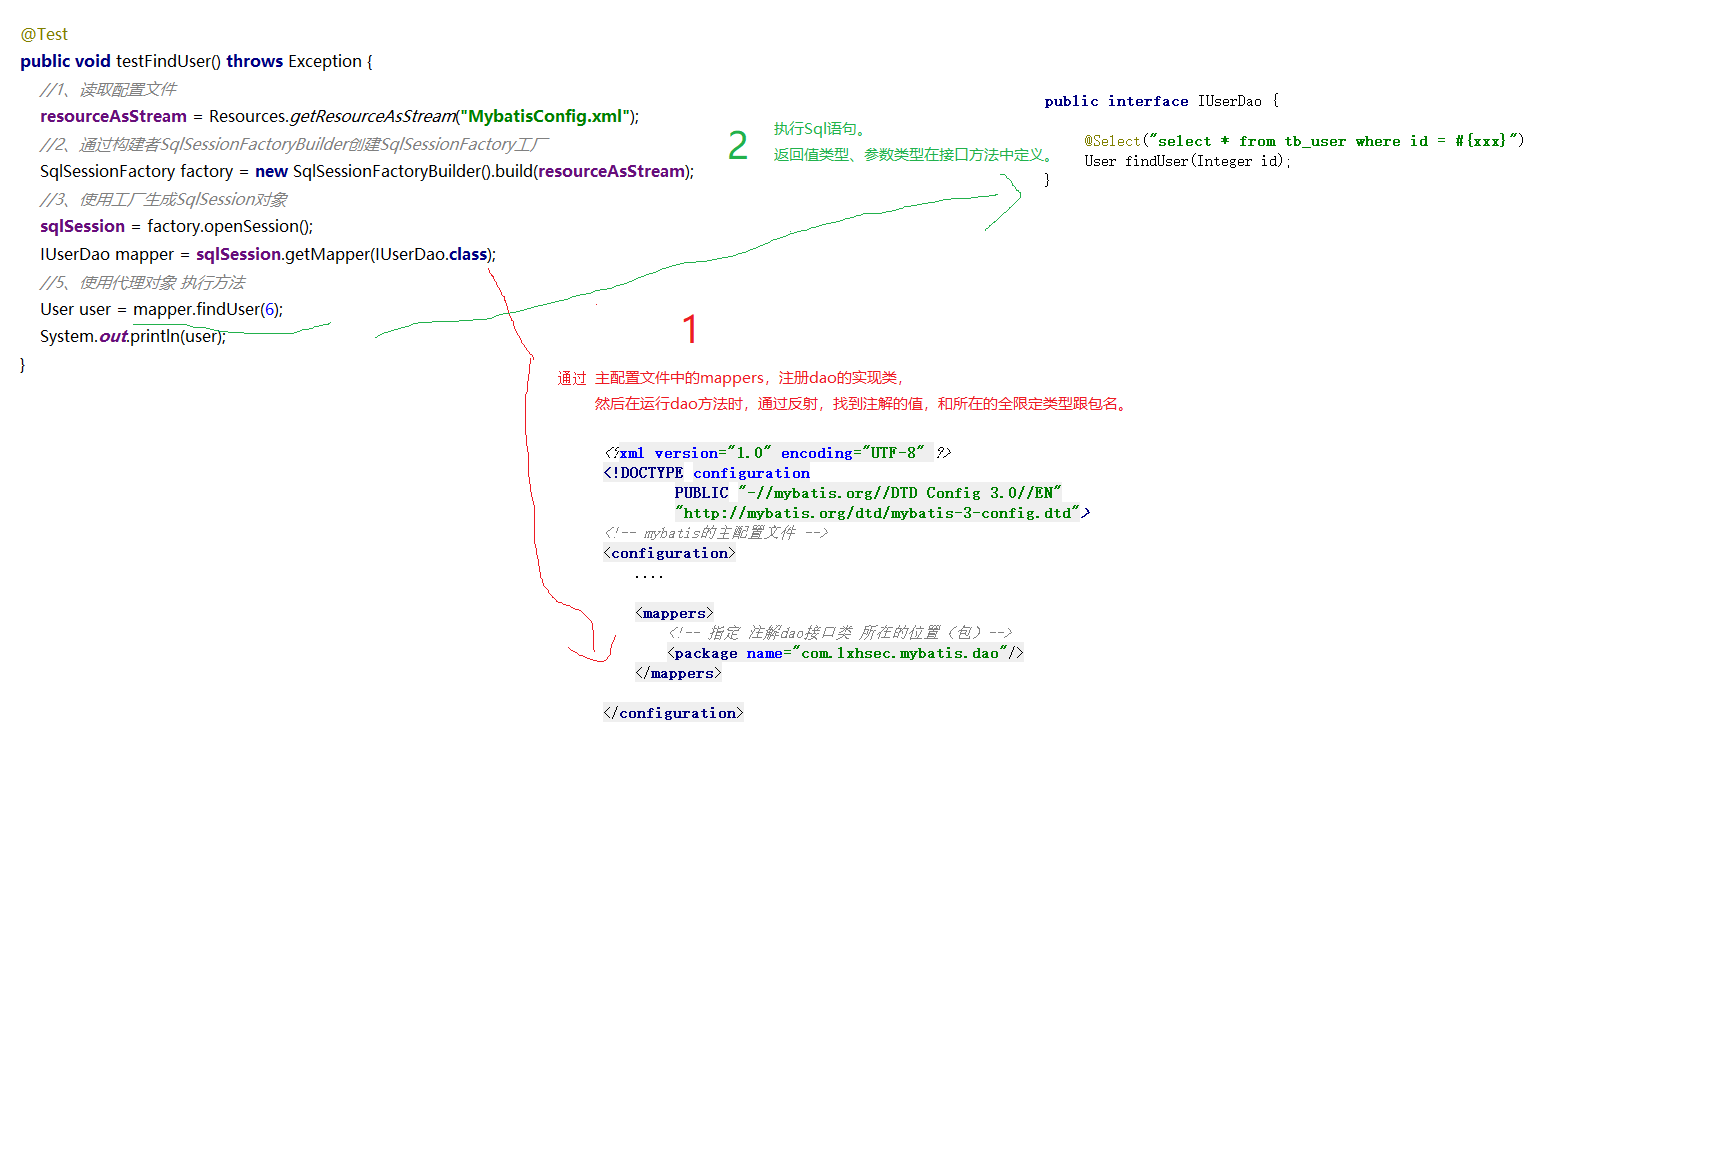 @Test
public void testFindUser() throws Exception {
//1、读取配置文件
resourceAsStream = Resources.getResourceAsStream("MybatisConfig.xml");
//2、通过构建者SqlSessionFactoryBuilder创建SqlSessionFactory工厂
SqlSessionFactory factory = new SqlSessionFactoryBuilder().build(resourceAsStream);
//3、使用工厂生成SqlSession对象
sqlSession = factory.openSession();
IUserDao mapper = sqlSession.getMapper(IUserDao.class);
//5、使用代理对象 执行方法
User user = mapper.findUser(6);
System.out.println(user);
}
2
执行Sql语句。
返回值类型、参数类型在接口方法中定义。
public interface IUserDao {
@Select("select * from tb_user where id = #{xxx}")
User findUser(Integer id);
}
1
通过 主配置文件中的mappers，注册dao的实现类，
然后在运行dao方法时，通过反射，找到注解的值，和所在的全限定类型跟包名。
<?xml version="1.0" encoding="UTF-8" ?>
<!DOCTYPE configuration
PUBLIC "-//mybatis.org//DTD Config 3.0//EN"
"http://mybatis.org/dtd/mybatis-3-config.dtd">
<!-- mybatis的主配置文件 -->
<configuration>
....
<mappers>
<!-- 指定 注解dao接口类 所在的位置（包）-->
<package name="com.lxhsec.mybatis.dao"/>
</mappers>
</configuration>